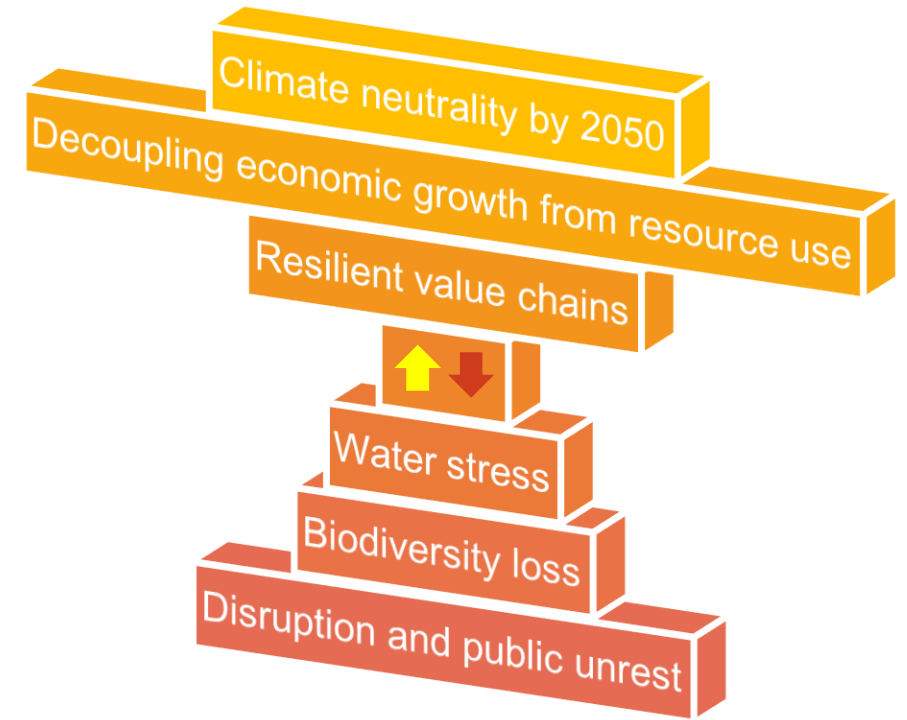 Climate neutrality by 2050
Decoupling economic growth from resource use
Resilient value chains
Water stress
Biodiversity loss
Disruption and public unrest